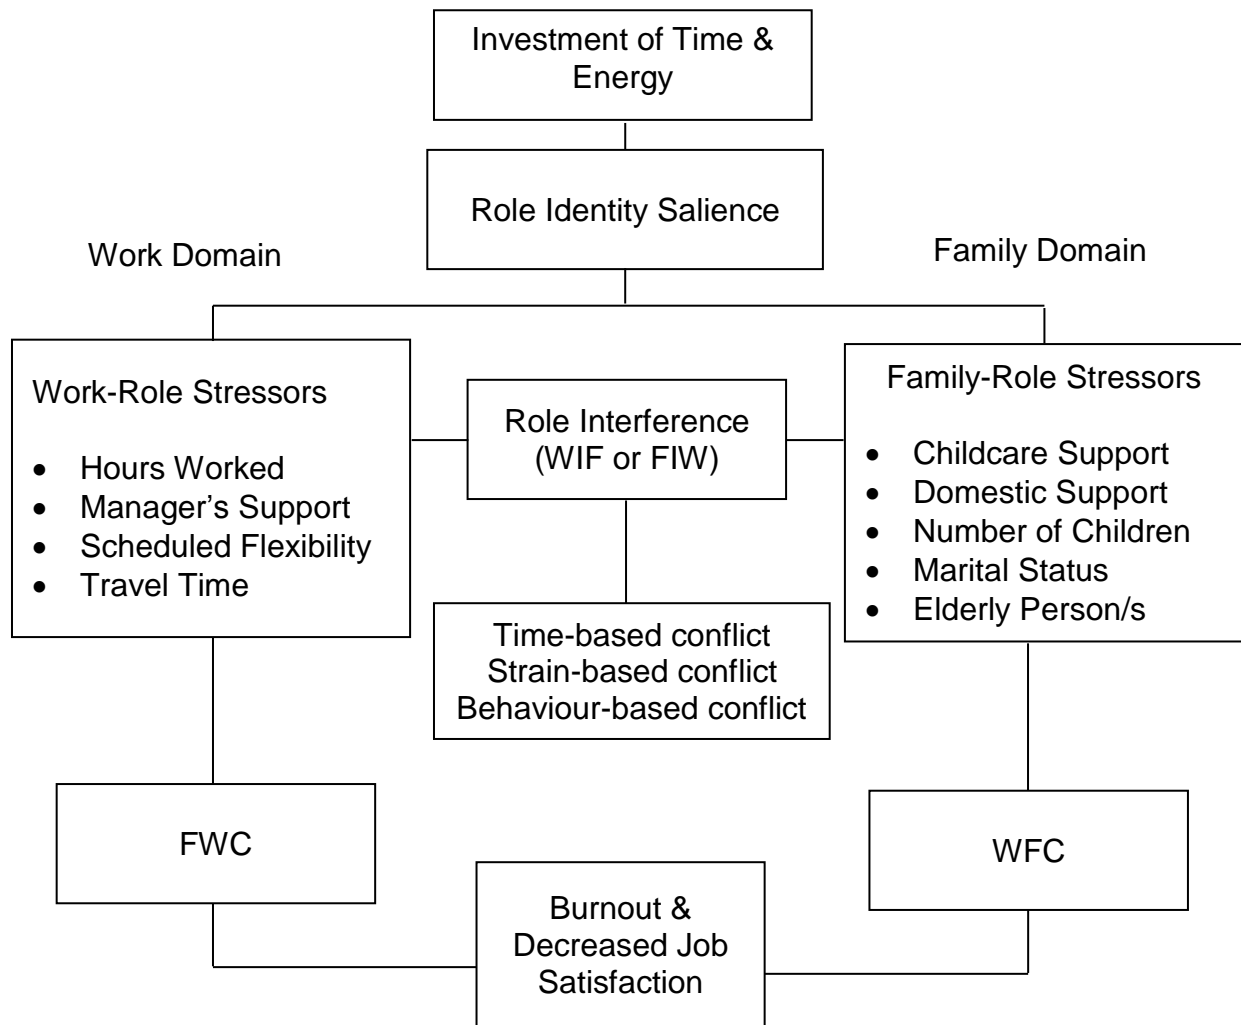 Investment of Time &
Energy
Role Identity Salience
Work Domain
Family Domain
Work-Role Stressors
• Hours Worked
• Manager’s Support
• Scheduled Flexibility
• Travel Time
Role Interference
(WIF or FIW)
Family-Role Stressors
• Childcare Support
• Domestic Support
• Number of Children
• Marital Status
• Elderly Person/s
Time-based conflict
Strain-based conflict
Behaviour-based conflict
FWC
WFC
Burnout &
Decreased Job
Satisfaction